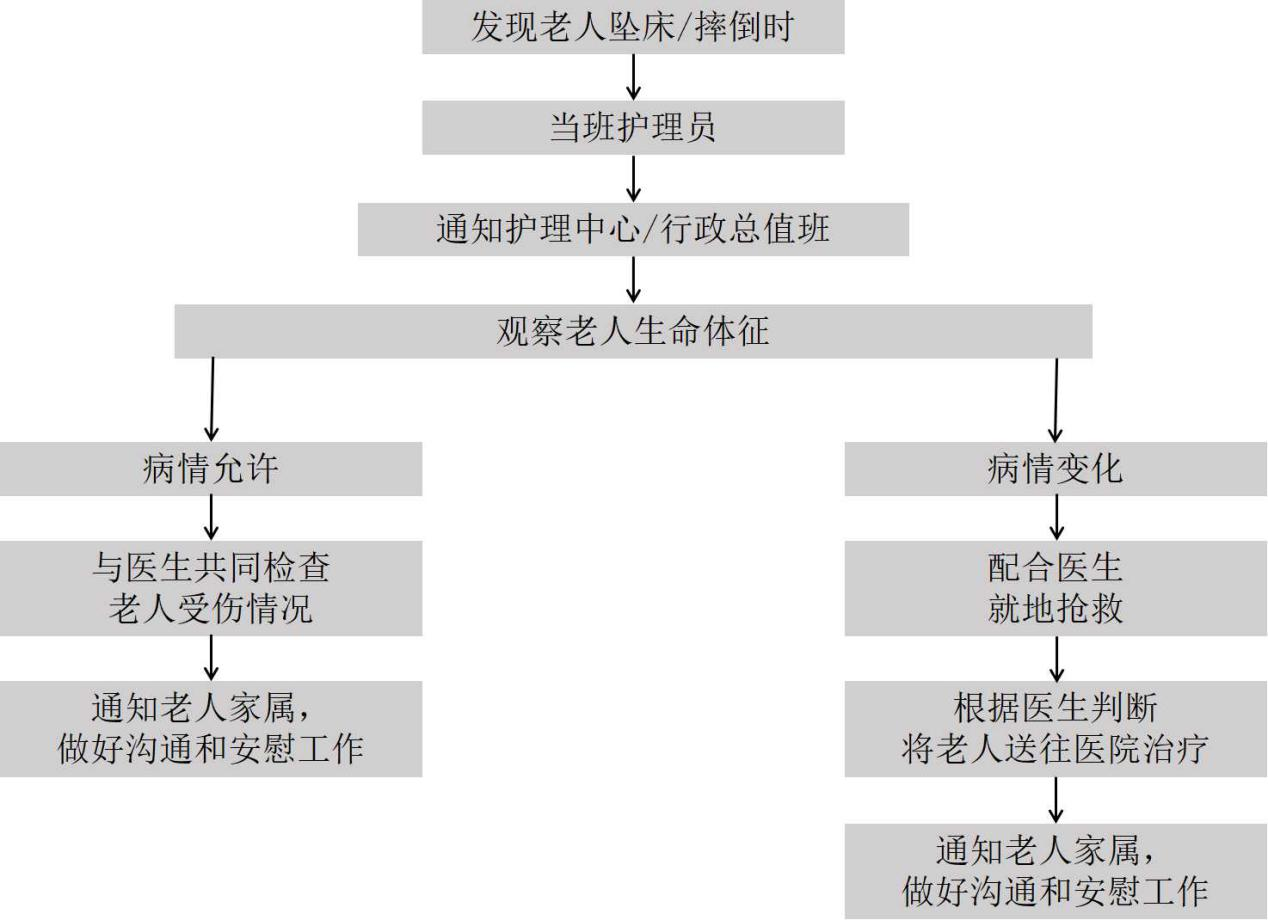 发现老人坠床/摔倒时
当班护理员
通知护理中心/行政总值班
观察老人生命体征
病情允许
与医生共同检查
老人受伤情况
通知老人家属，
做好沟通和安慰工作
病情变化
配合医生
就地抢救
根据医生判断
将老人送往医院治疗
通知老人家属，
做好沟通和安慰工作